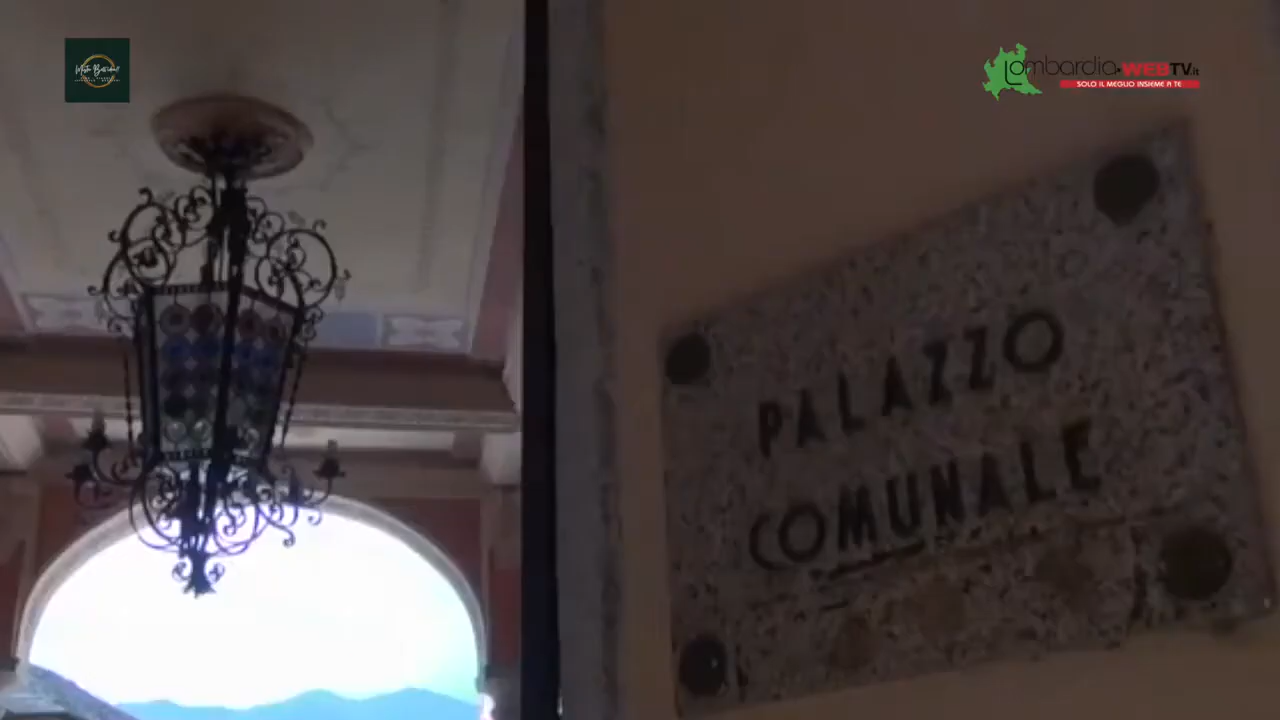 Lombardia.WEBTV.it
SOLO IL MEGLIO INSIEME A TE
PALAZZO
COMUNALE